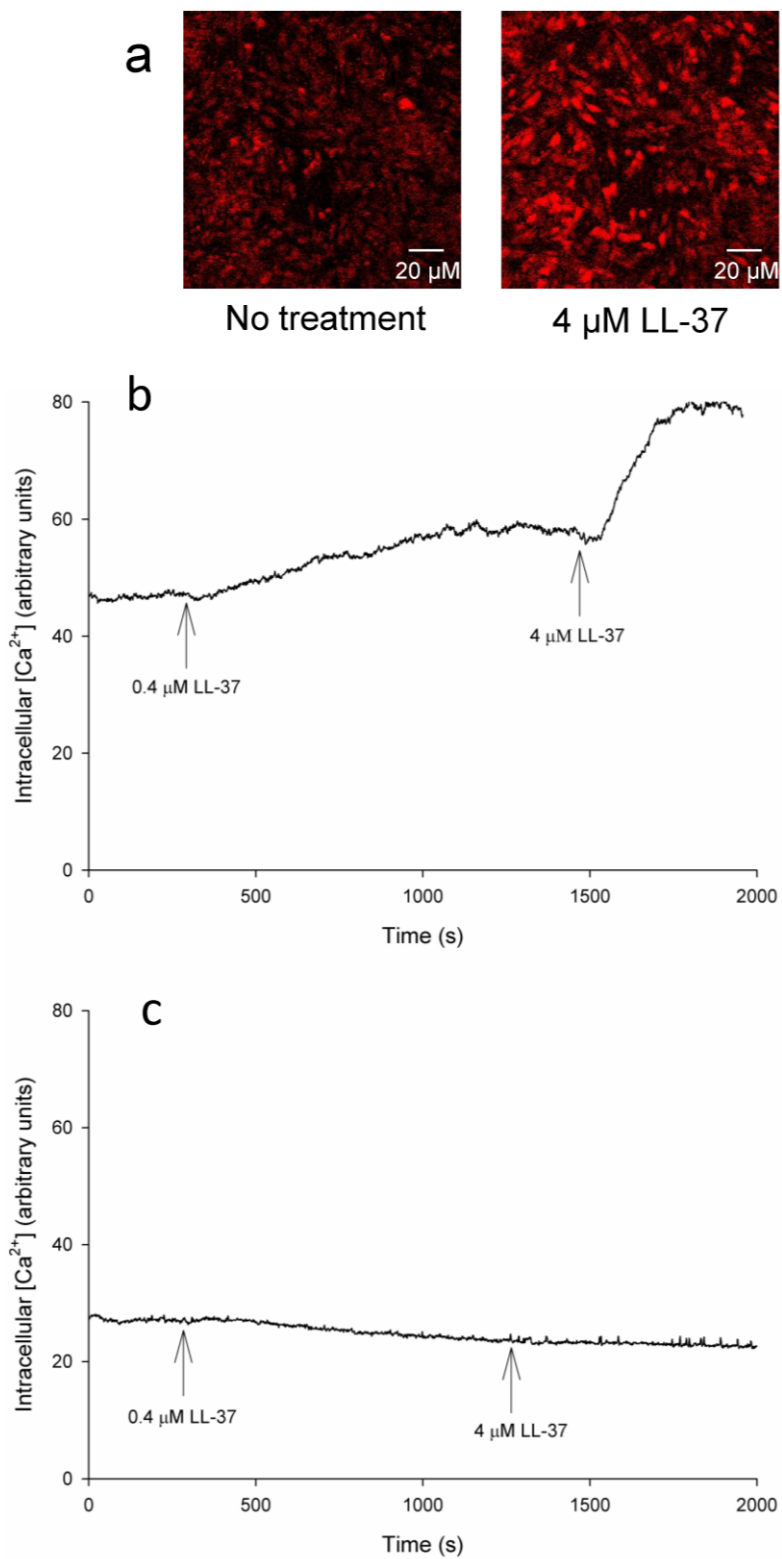 a
20 μM
20 μM
No treatment
4 μM LL-37
b
Intracellular [Ca²⁺] (arbitrary units)
80
60
40
20
0
0.4 μM LL-37
4 μM LL-37
0 500 1000 1500 2000
Time (s)
c
Intracellular [Ca²⁺] (arbitrary units)
80
60
40
20
0
0.4 μM LL-37
4 μM LL-37
0 500 1000 1500 2000
Time (s)